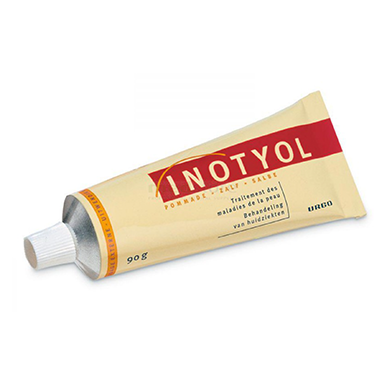 INOTYOL
POMMADE • ZALF • SALBE
Traitement des
maladies de la peau
Behandeling
van huidziekten
URGO
90 g